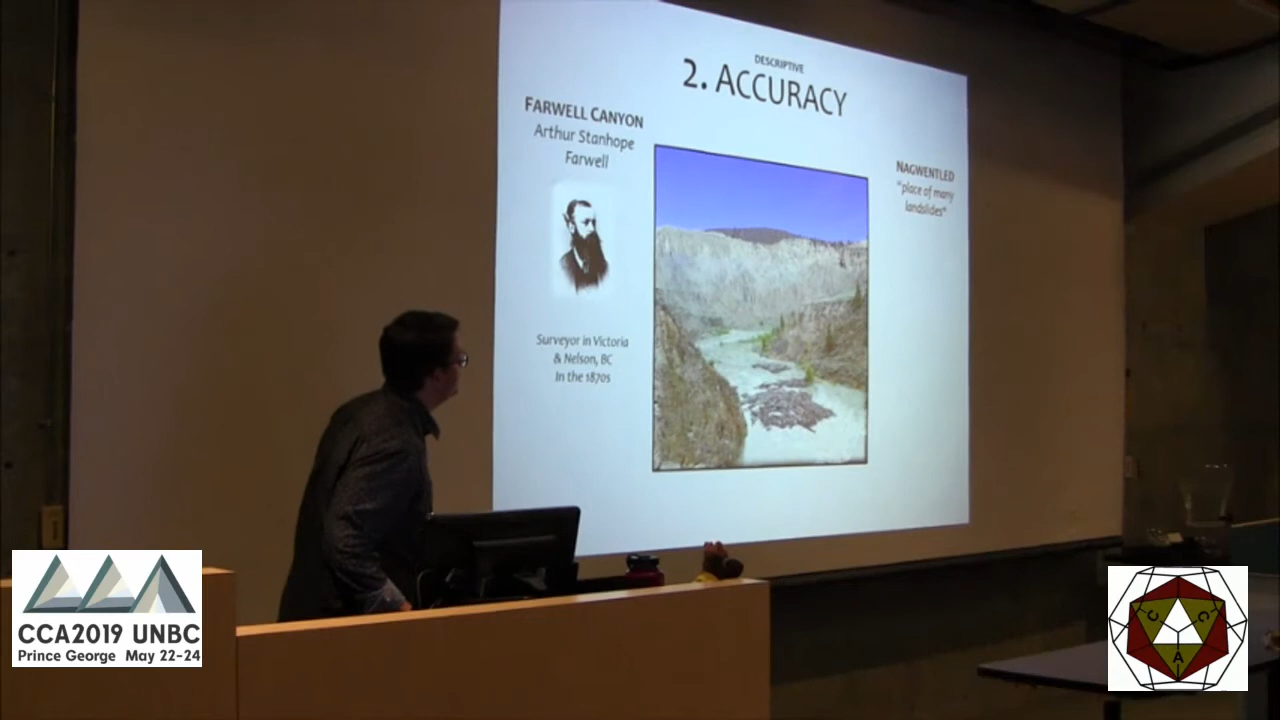 DESCRIPTIVE
2. ACCURACY
FARWELL CANYON
Arthur Stanhope
Farwell
Surveyor in Victoria
& Nelson, BC
In the 1870s
NAGWENTLED
"place of many
landslides"
CCA2019 UNBC
Prince George May 22-24
C C
A